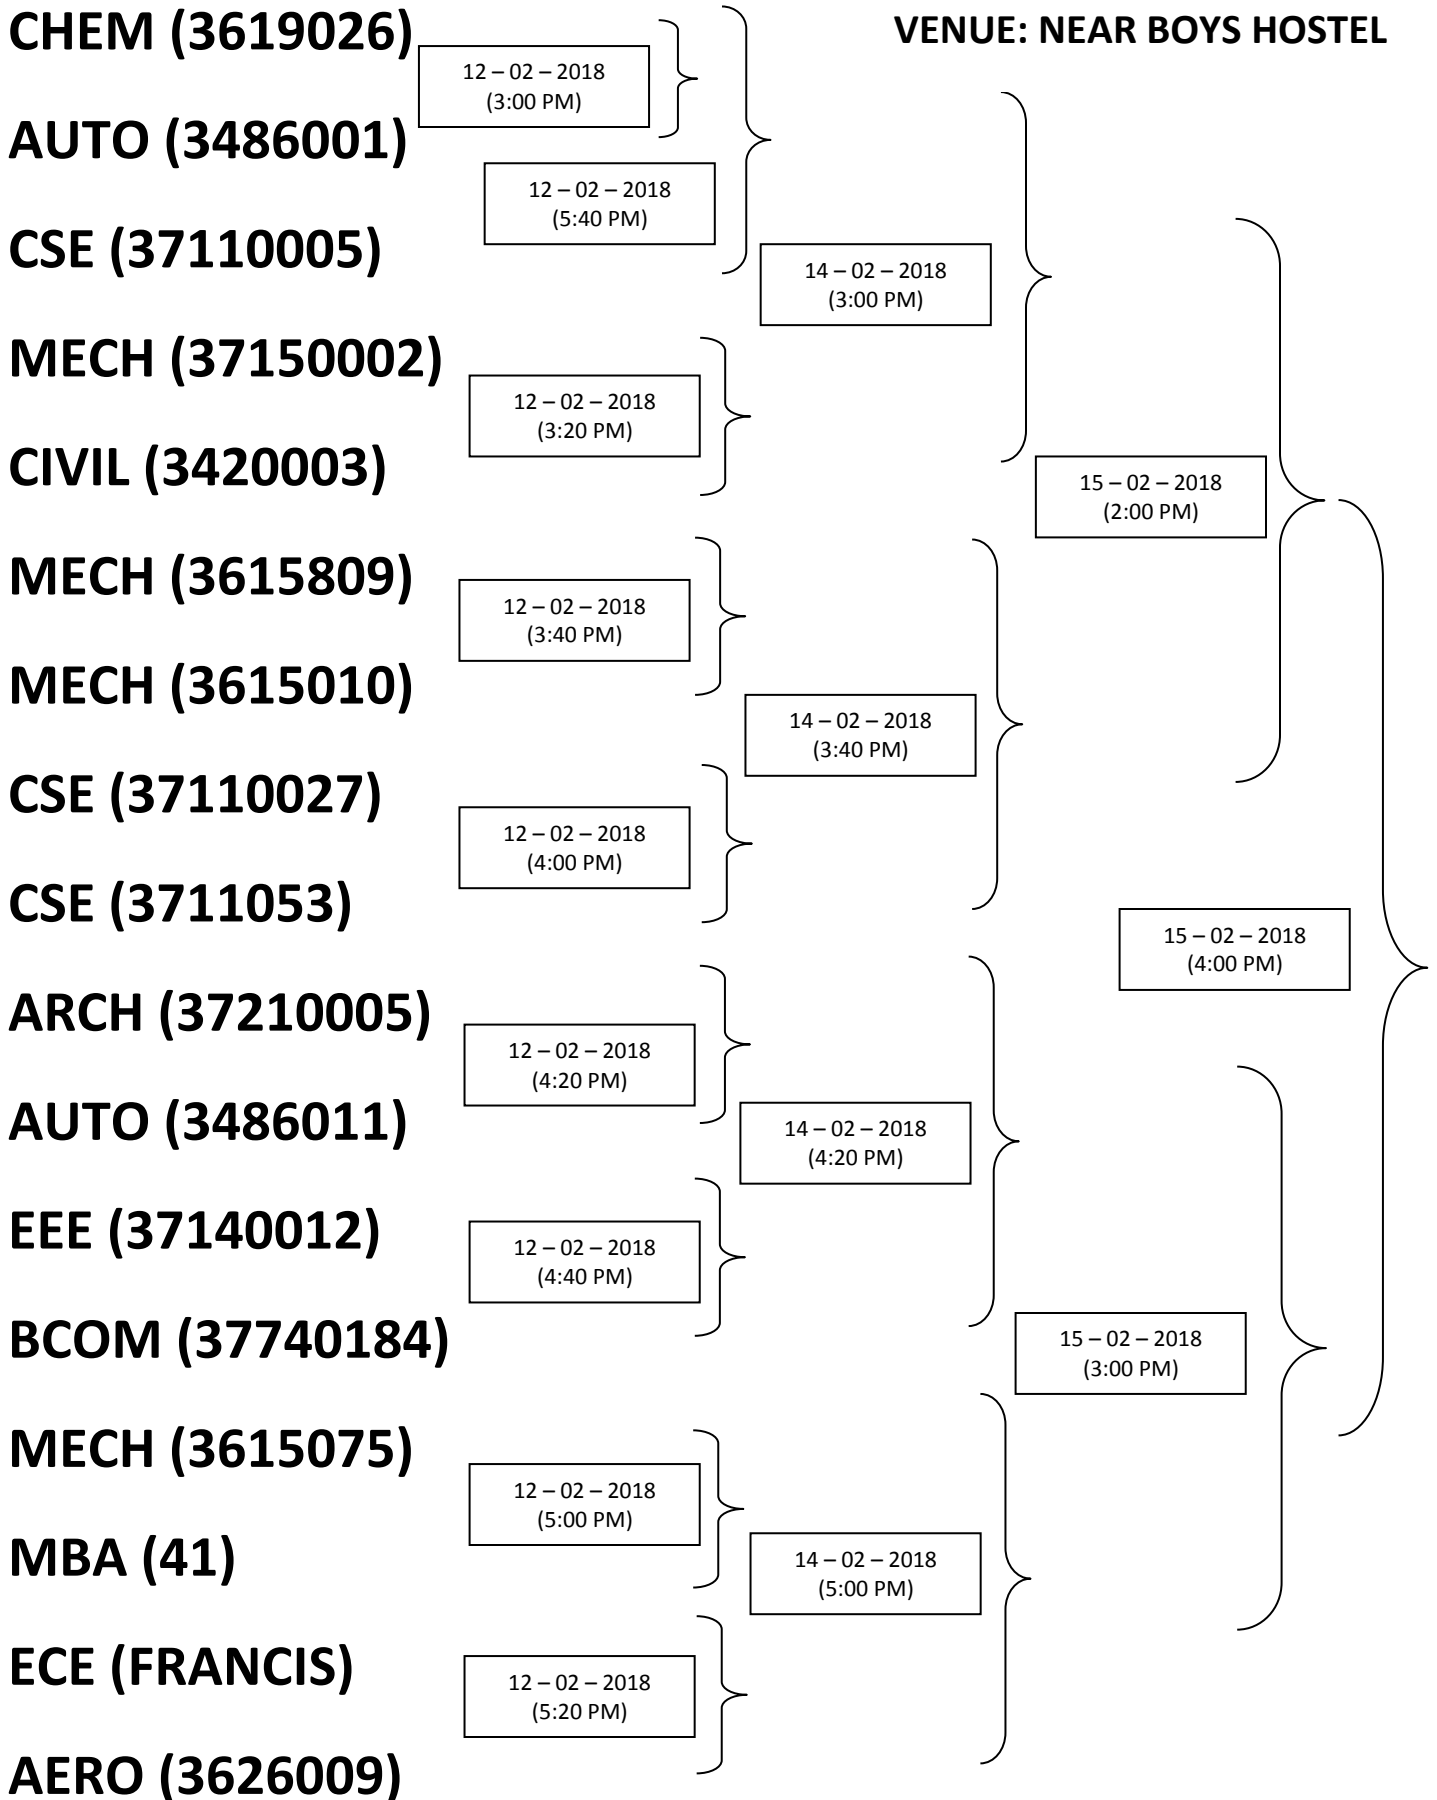 CHEM (3619026)
VENUE: NEAR BOYS HOSTEL
12 – 02 – 2018
(3:00 PM)
AUTO (3486001)
12 – 02 – 2018
(5:40 PM)
CSE (37110005)
14 – 02 – 2018
(3:00 PM)
MECH (37150002)
12 – 02 – 2018
(3:20 PM)
CIVIL (3420003)
15 – 02 – 2018
(2:00 PM)
MECH (3615809)
12 – 02 – 2018
(3:40 PM)
MECH (3615010)
14 – 02 – 2018
(3:40 PM)
CSE (37110027)
12 – 02 – 2018
(4:00 PM)
CSE (3711053)
15 – 02 – 2018
(4:00 PM)
ARCH (37210005)
12 – 02 – 2018
(4:20 PM)
AUTO (3486011)
14 – 02 – 2018
(4:20 PM)
EEE (37140012)
12 – 02 – 2018
(4:40 PM)
BCOM (37740184)
15 – 02 – 2018
(3:00 PM)
MECH (3615075)
12 – 02 – 2018
(5:00 PM)
MBA (41)
14 – 02 – 2018
(5:00 PM)
ECE (FRANCIS)
12 – 02 – 2018
(5:20 PM)
AERO (3626009)